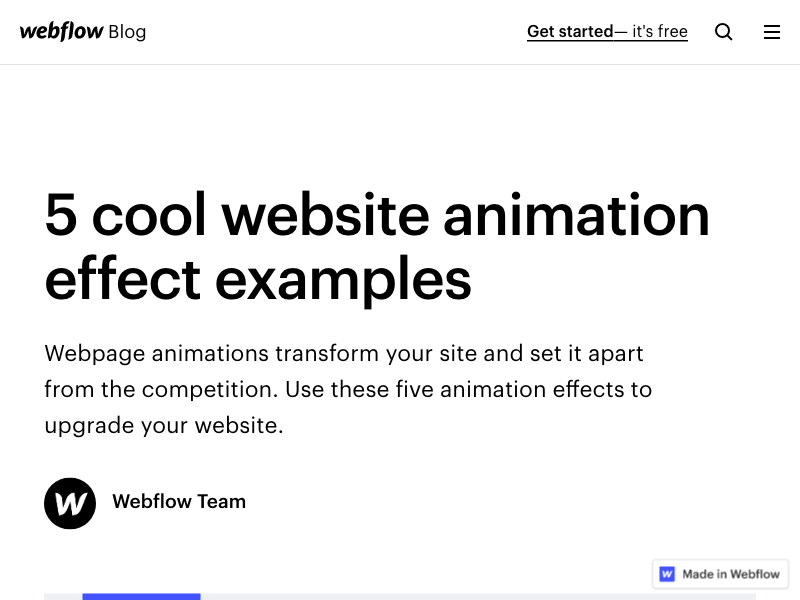 webflow Blog
Get started— it's free
5 cool website animation
effect examples
Webpage animations transform your site and set it apart
from the competition. Use these five animation effects to
upgrade your website.
W Webflow Team
W Made in Webflow